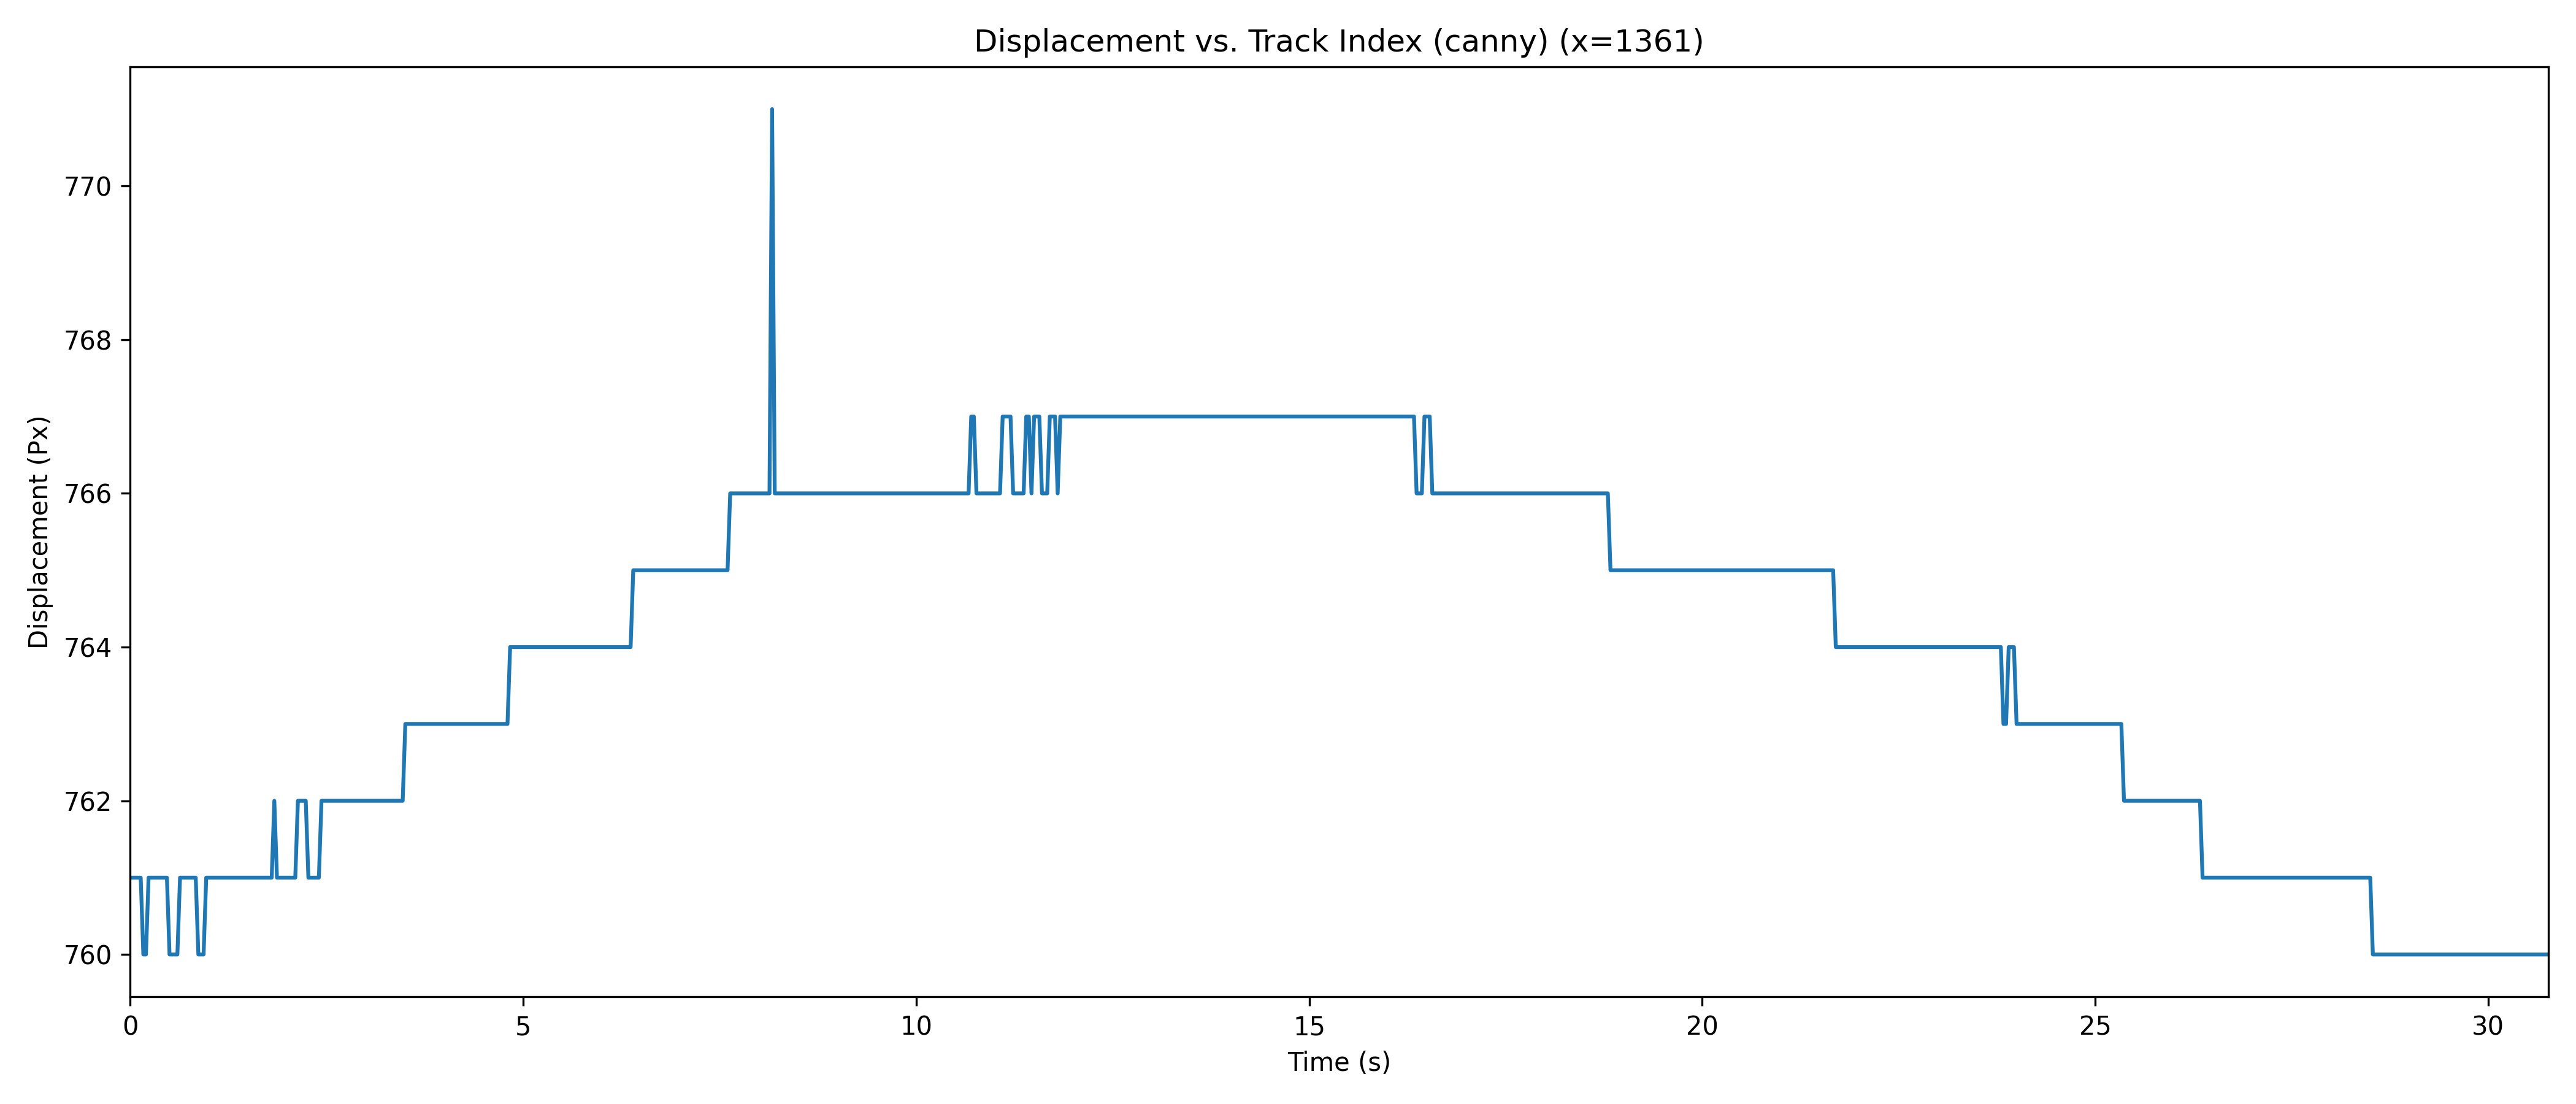 Displacement vs. Track Index (canny) (x=1361)
Displacement (Px)
770
768
766
764
762
760
0 5 10 15 20 25 30
Time (s)